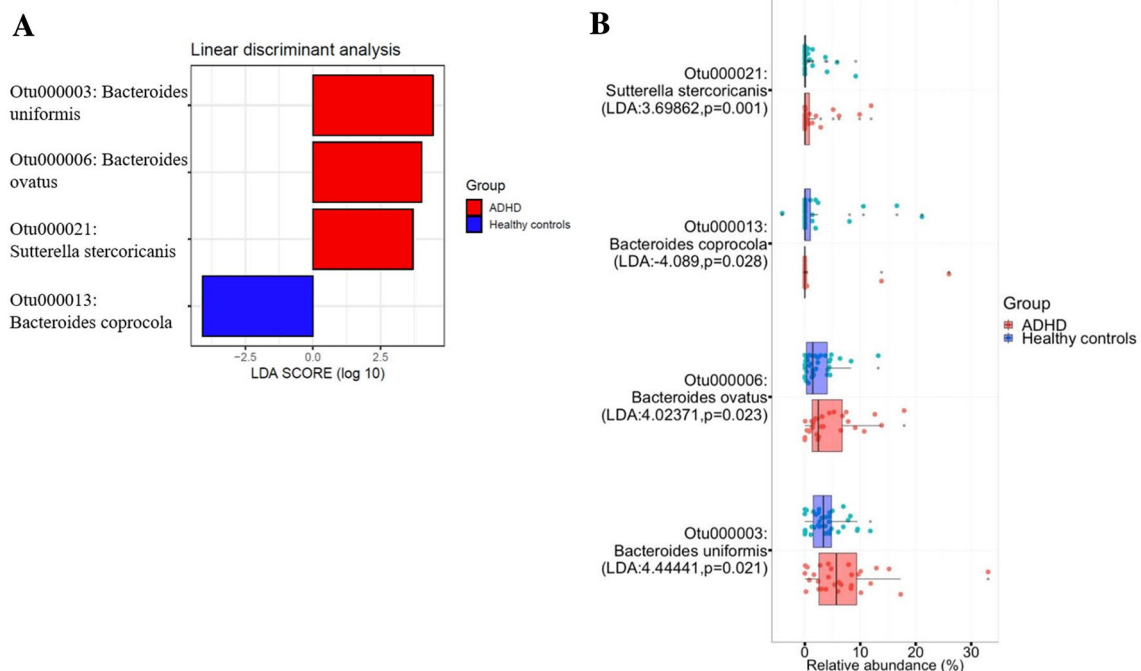 A
Linear discriminant analysis
Otu000003: Bacteroides
uniformis
Otu000006: Bacteroides
ovatus
Otu000021:
Sutterella stercoricanis
Otu000013:
Bacteroides coprocola
−2.5 0.0 2.5
LDA SCORE (log 10)
Group
ADHD
Healthy controls
B
Otu000021:
Sutterella stercoricanis
(LDA:3.69862,p=0.001)
Otu000013:
Bacteroides coprocola
(LDA:-4.089,p=0.028)
Otu000006:
Bacteroides ovatus
(LDA:4.02371,p=0.023)
Otu000003:
Bacteroides uniformis
(LDA:4.44441,p=0.021)
0 10 20 30
Relative abundance (%)
Group
ADHD
Healthy controls